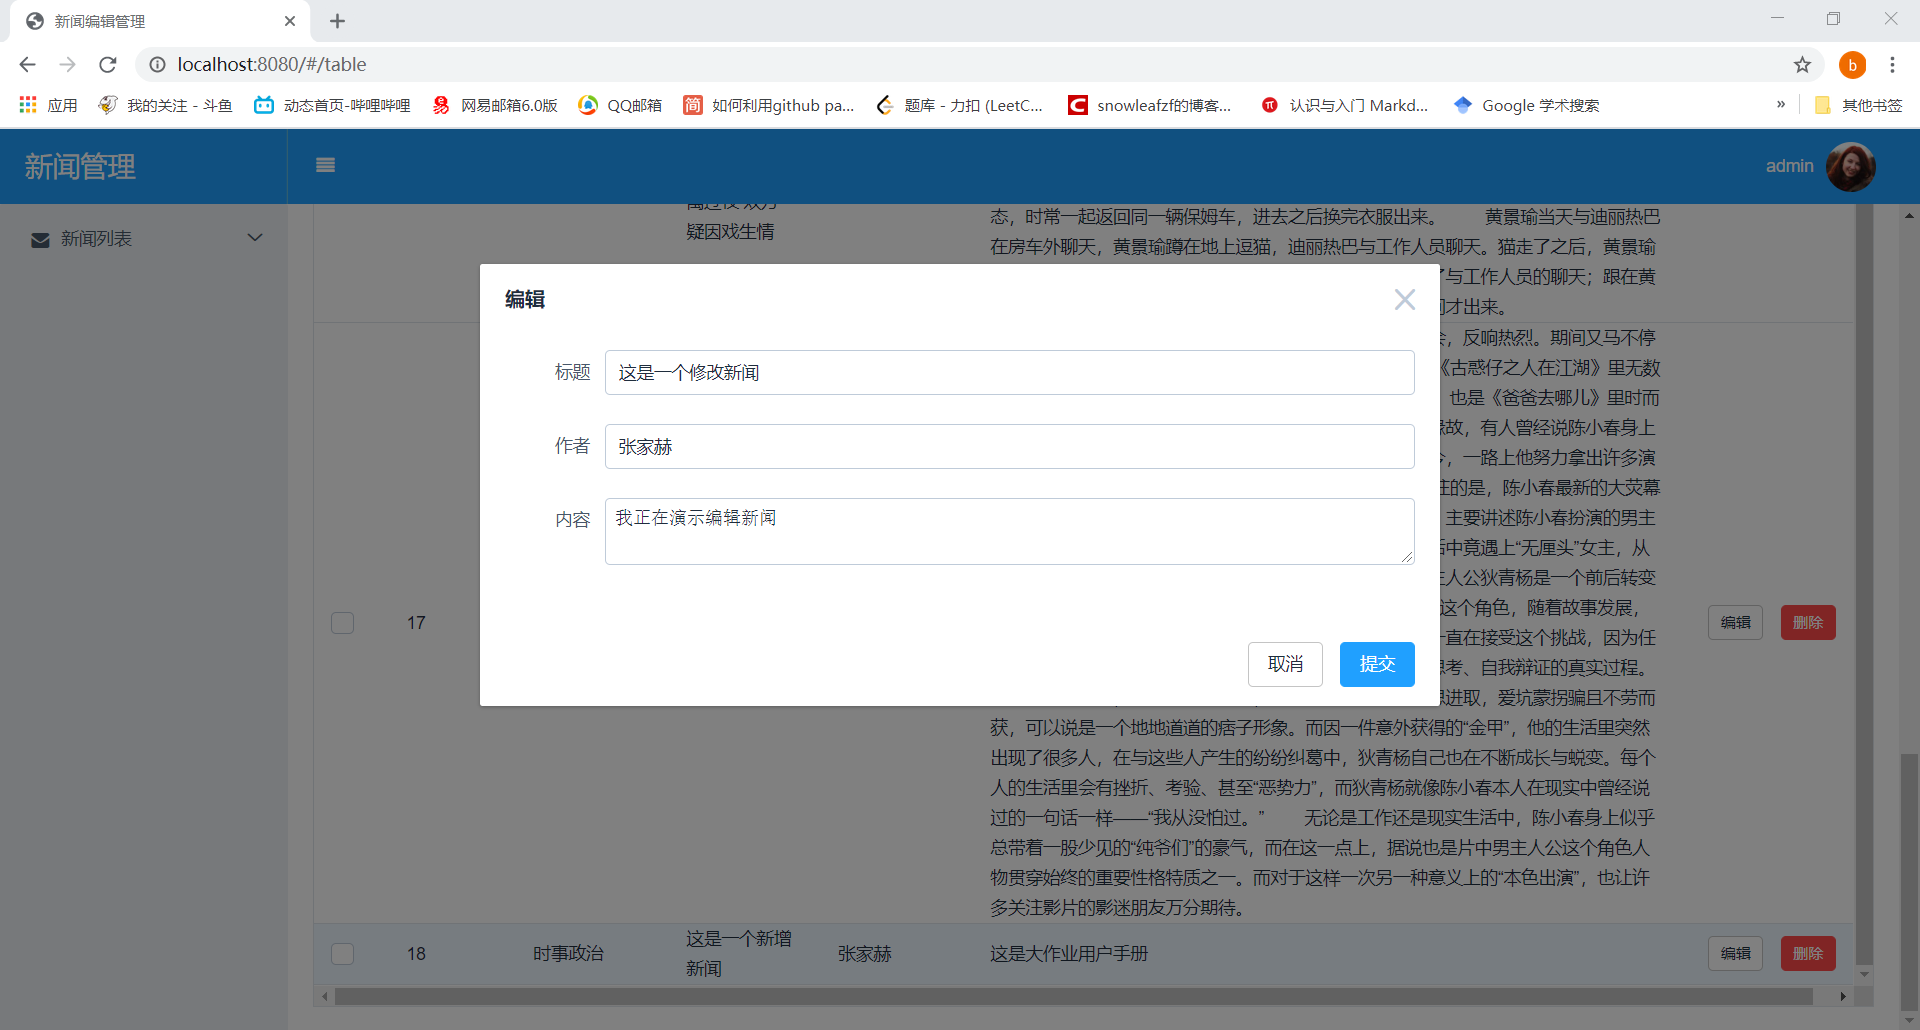 新闻编辑管理
localhost:8080/#/table
b
应用
我的关注 - 斗鱼
动态首页-哔哩哔哩
网易邮箱6.0版
QQ邮箱
简
如何利用github pa...
题库 - 力扣 (LeetC...
snowleafzf的博客...
认识与入门 Markd...
Google 学术搜索
»
其他书签
新闻管理
admin
新闻列表
疑因戏生情
态，时常一起返回同一辆保姆车，进去之后换完衣服出来。 黄景瑜当天与迪丽热巴
在房车外聊天，黄景瑜蹲在地上逗猫，迪丽热巴与工作人员聊天。猫走了之后，黄景瑜
与工作人员的聊天；跟在黄
才出来。
编辑
标题
这是一个修改新闻
作者
张家赫
内容
我正在演示编辑新闻
取消
提交
，反响热烈。期间又马不停
《古惑仔之人在江湖》里无数
也是《爸爸去哪儿》里时而
故，有人曾经说陈小春身上
，一路上他努力拿出许多演
的是，陈小春最新的大荧幕
主要讲述陈小春扮演的男主
中竟遇上“无厘头”女主，从
人公狄青杨是一个前后转变
这个角色，随着故事发展，
直在接受这个挑战，因为任
考、自我辩证的真实过程。
进取，爱坑蒙拐骗且不劳而
获，可以说是一个地地道道的痞子形象。而因一件意外获得的“金甲”，他的生活里突然
出现了很多人，在与这些人产生的纷纷纠葛中，狄青杨自己也在不断成长与蜕变。每个
人的生活里会有挫折、考验、甚至“恶势力”，而狄青杨就像陈小春本人在现实中曾经说
过的一句话一样——“我从没怕过。” 无论是工作还是现实生活中，陈小春身上似乎
总带着一股少见的“纯爷们”的豪气，而在这一点上，据说也是片中男主人公这个角色人
物贯穿始终的重要性格特质之一。而对于这样一次另一种意义上的“本色出演”，也让许
多关注影片的影迷朋友万分期待。
17
编辑
删除
18
时事政治
这是一个新增
新闻
张家赫
这是大作业用户手册
编辑
删除